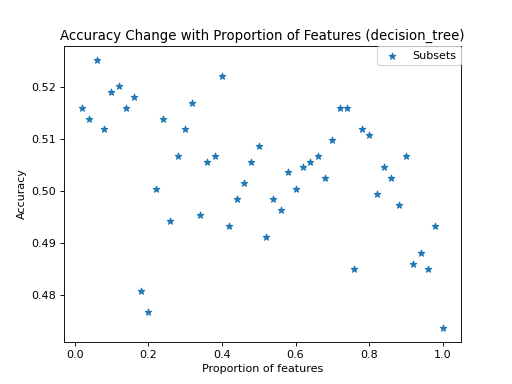 Accuracy Change with Proportion of Features (decision_tree)
Subsets
0.52
0.51
0.50
0.49
0.48
Accuracy
0.0 0.2 0.4 0.6 0.8 1.0
Proportion of features